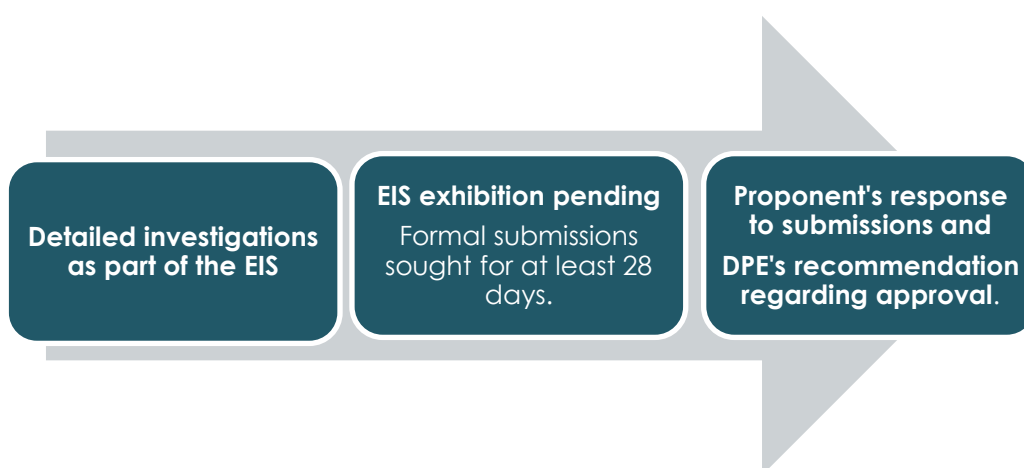 Detailed investigations
as part of the EIS
EIS exhibition pending
Formal submissions
sought for at least 28
days.
Proponent's response
to submissions and
DPE's recommendation
regarding approval.